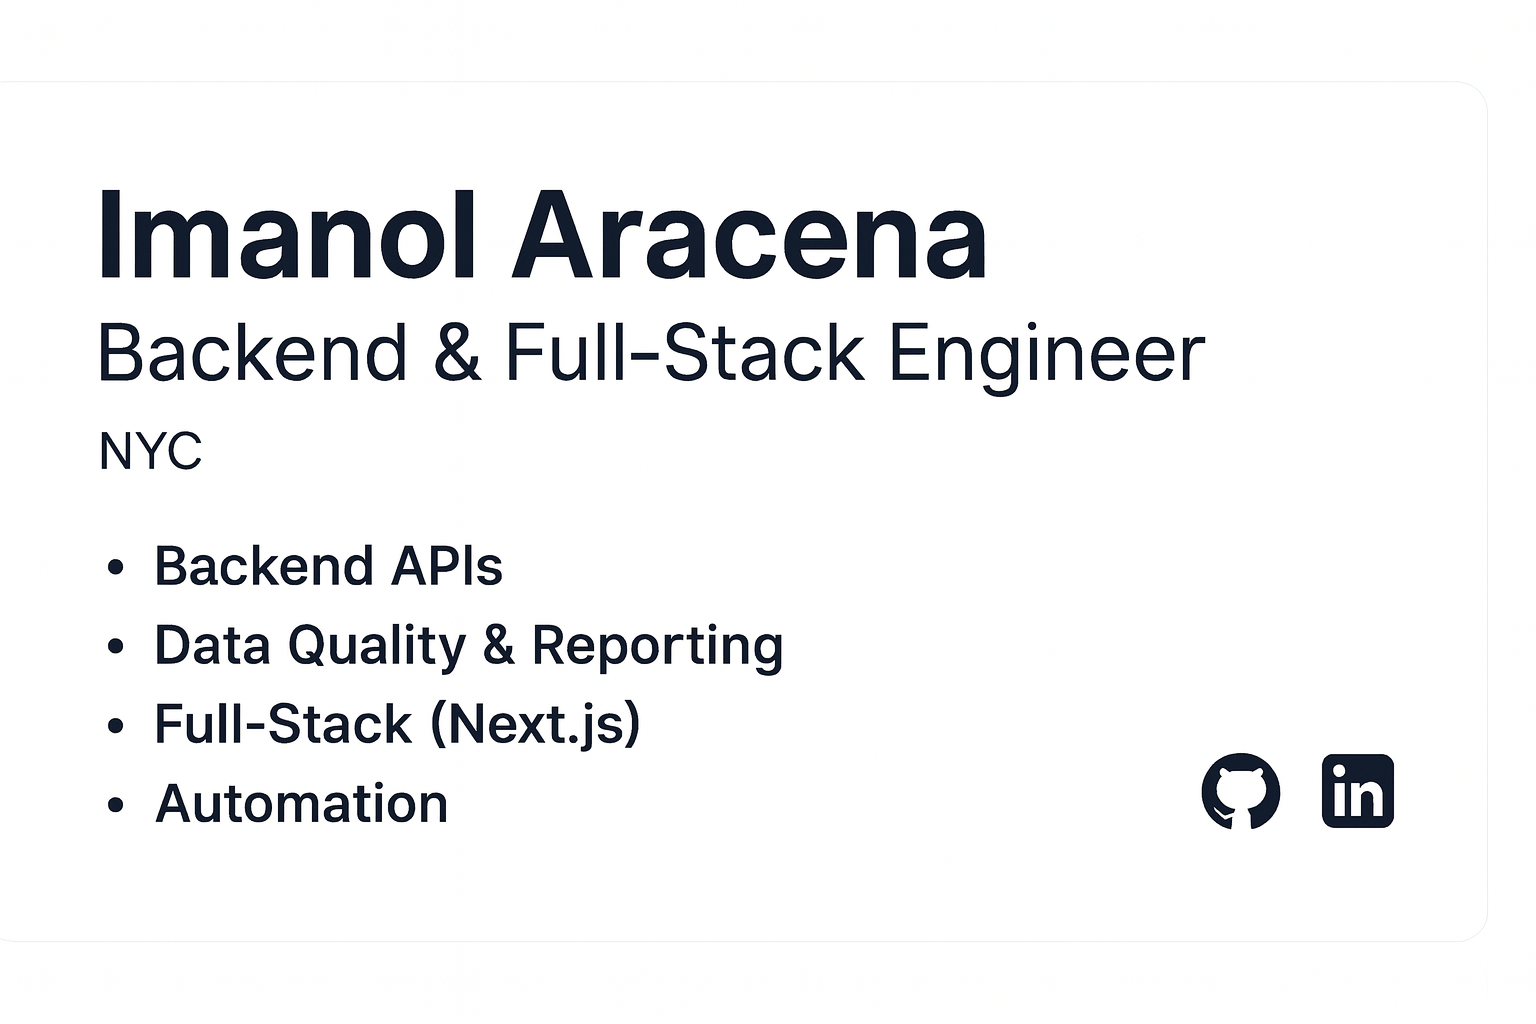 Imanol Aracena
Backend & Full-Stack Engineer
NYC
• Backend APIs
• Data Quality & Reporting
• Full-Stack (Next.js)
• Automation
in